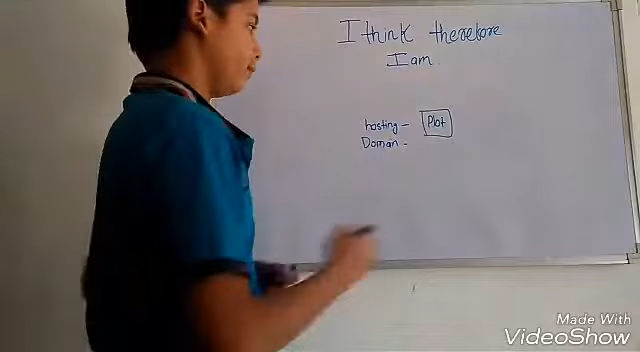 I think therefore
I am.
hosting - Plot
Domain -
Made With
VideoShow